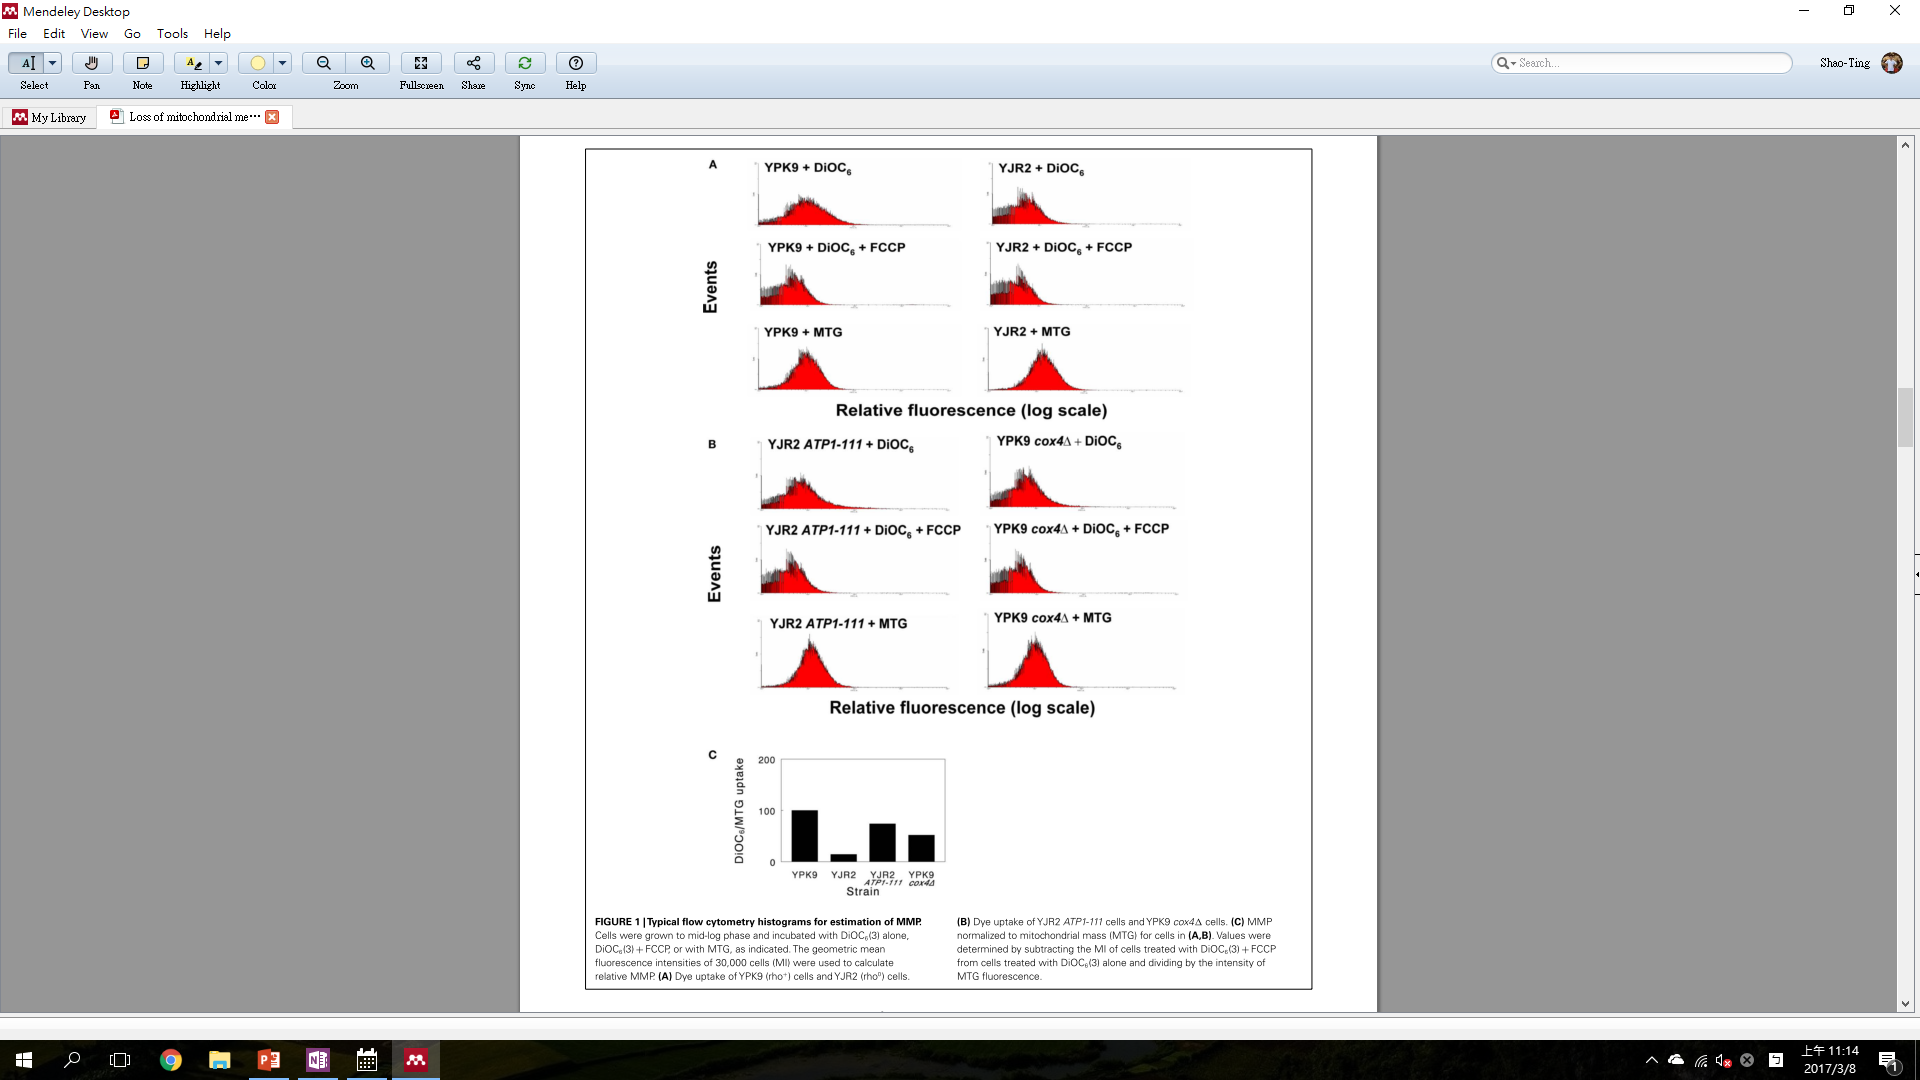 Mendeley Desktop
File Edit View Go Tools Help
Search...
Shao-Ting
Select Pan Note Highlight Color Zoom Fullscreen Share Sync Help
My Library
Loss of mitochondrial me···
A
YPK9 + DiOC6
YJR2 + DiOC6
YPK9 + DiOC6 + FCCP
YJR2 + DiOC6 + FCCP
Events
YPK9 + MTG
YJR2 + MTG
Relative fluorescence (log scale)
B
YJR2 ATP1-111 + DiOC6
YPK9 cox4Δ + DiOC6
YJR2 ATP1-111 + DiOC6 + FCCP
YPK9 cox4Δ + DiOC6 + FCCP
Events
YJR2 ATP1-111 + MTG
YPK9 cox4Δ + MTG
Relative fluorescence (log scale)
C
DiOC6/MTG uptake
200
100
0
YPK9 YJR2 YJR2 YPK9
ATP1-111 cox4Δ
Strain
FIGURE 1 | Typical flow cytometry histograms for estimation of MMP.
Cells were grown to mid-log phase and incubated with DiOC6(3) alone,
DiOC6(3) + FCCP, or with MTG, as indicated. The geometric mean
fluorescence intensities of 30,000 cells (MI) were used to calculate
relative MMP. (A) Dye uptake of YPK9 (rho+) cells and YJR2 (rho0) cells.
(B) Dye uptake of YJR2 ATP1-111 cells and YPK9 cox4Δ cells. (C) MMP
normalized to mitochondrial mass (MTG) for cells in (A,B). Values were
determined by subtracting the MI of cells treated with DiOC6(3) + FCCP
from cells treated with DiOC6(3) alone and dividing by the intensity of
MTG fluorescence.
上午 11:14
2017/3/8
1